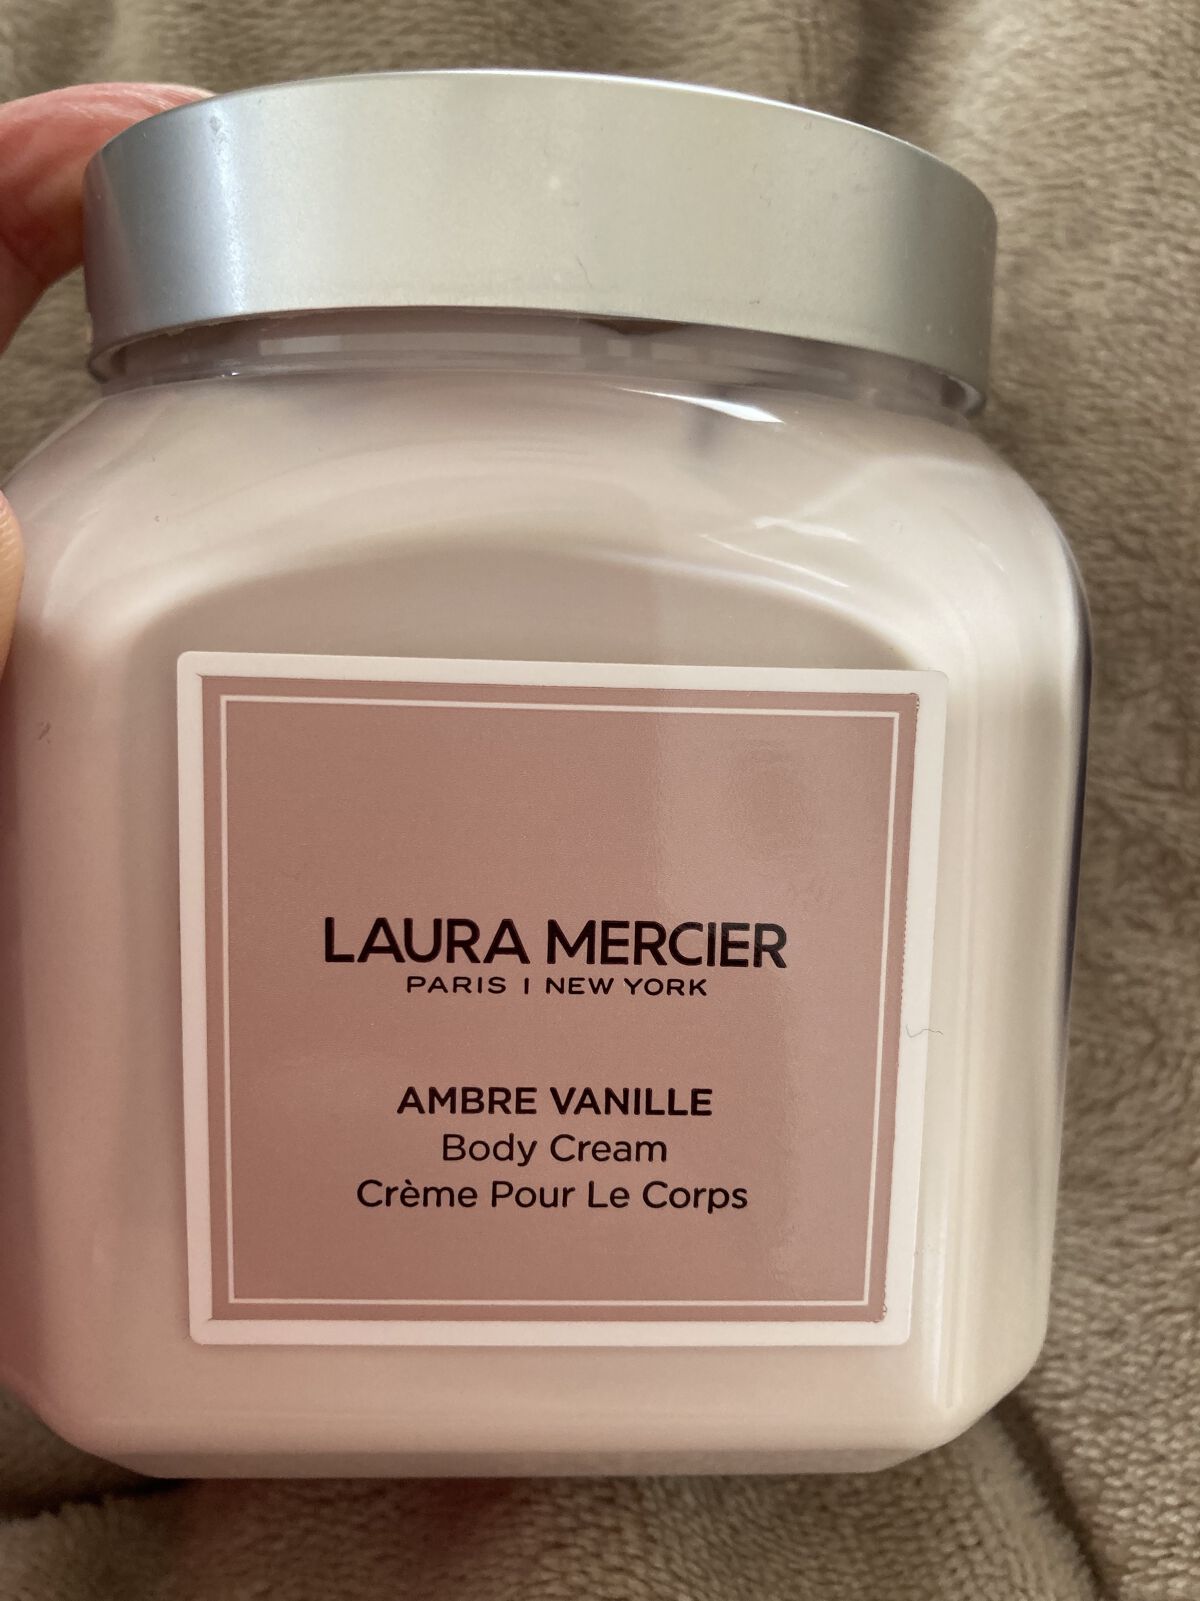 LAURA MERCIER
PARIS | NEW YORK
AMBRE VANILLE
Body Cream
Crème Pour Le Corps